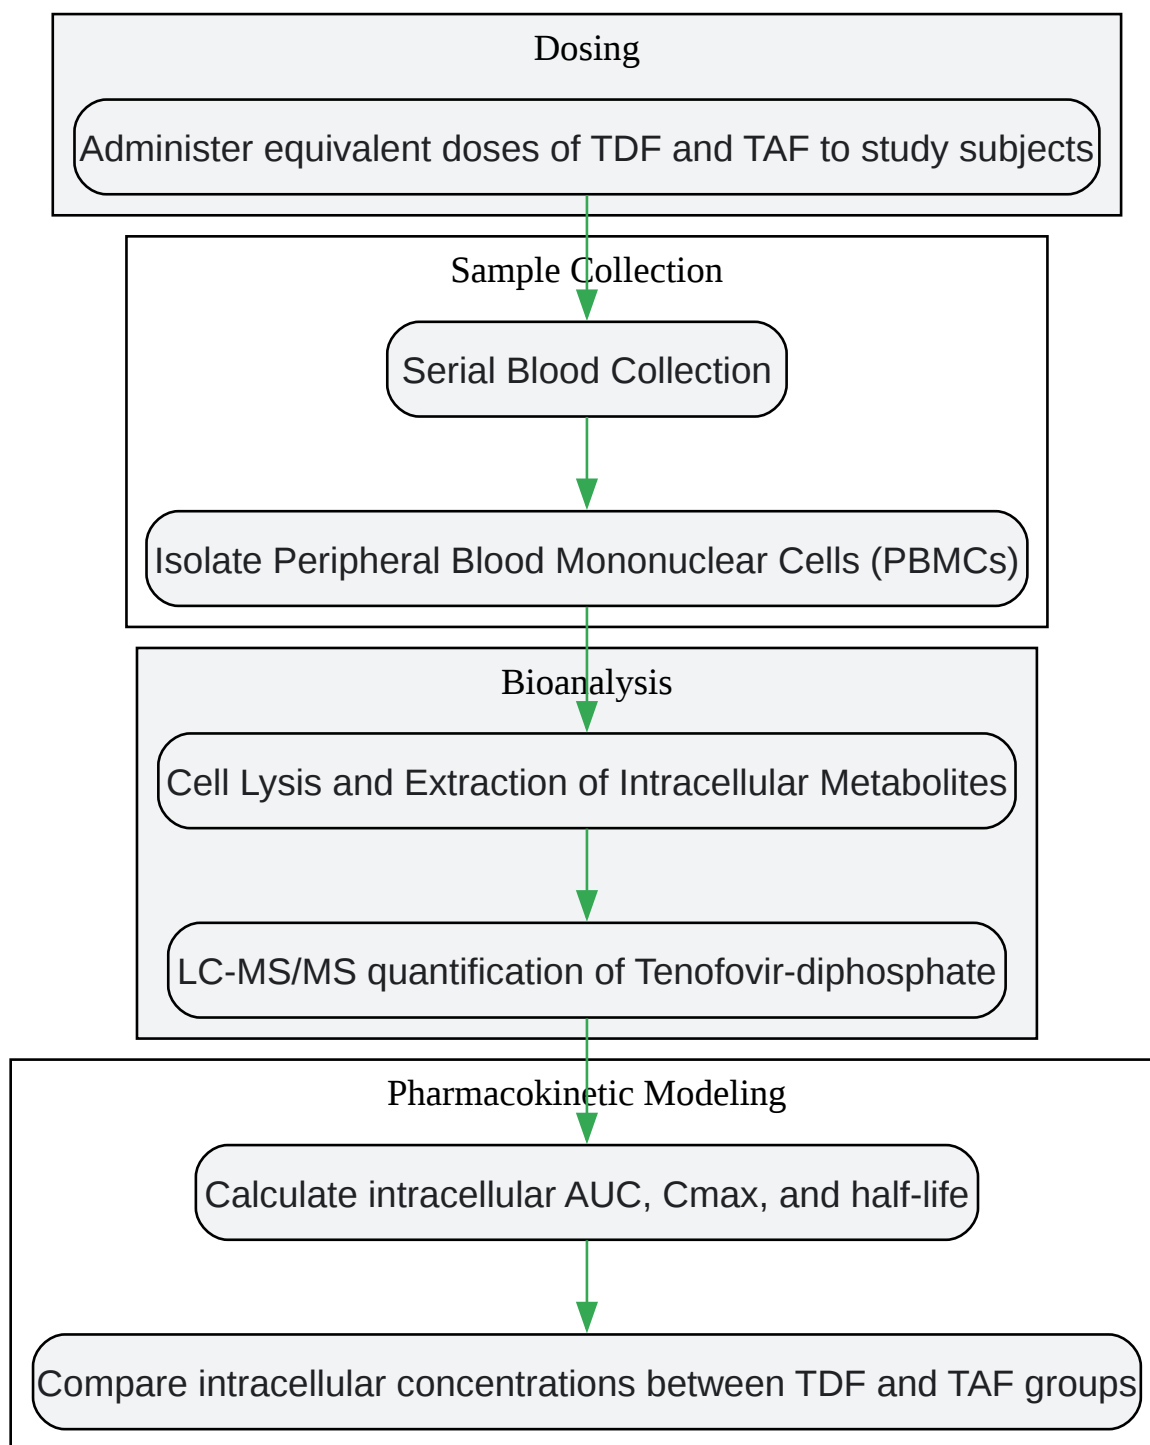 Dosing
Administer equivalent doses of TDF and TAF to study subjects
Sample Collection
Serial Blood Collection
Isolate Peripheral Blood Mononuclear Cells (PBMCs)
Bioanalysis
Cell Lysis and Extraction of Intracellular Metabolites
LC-MS/MS quantification of Tenofovir-diphosphate
Pharmacokinetic Modeling
Calculate intracellular AUC, Cmax, and half-life
Compare intracellular concentrations between TDF and TAF groups